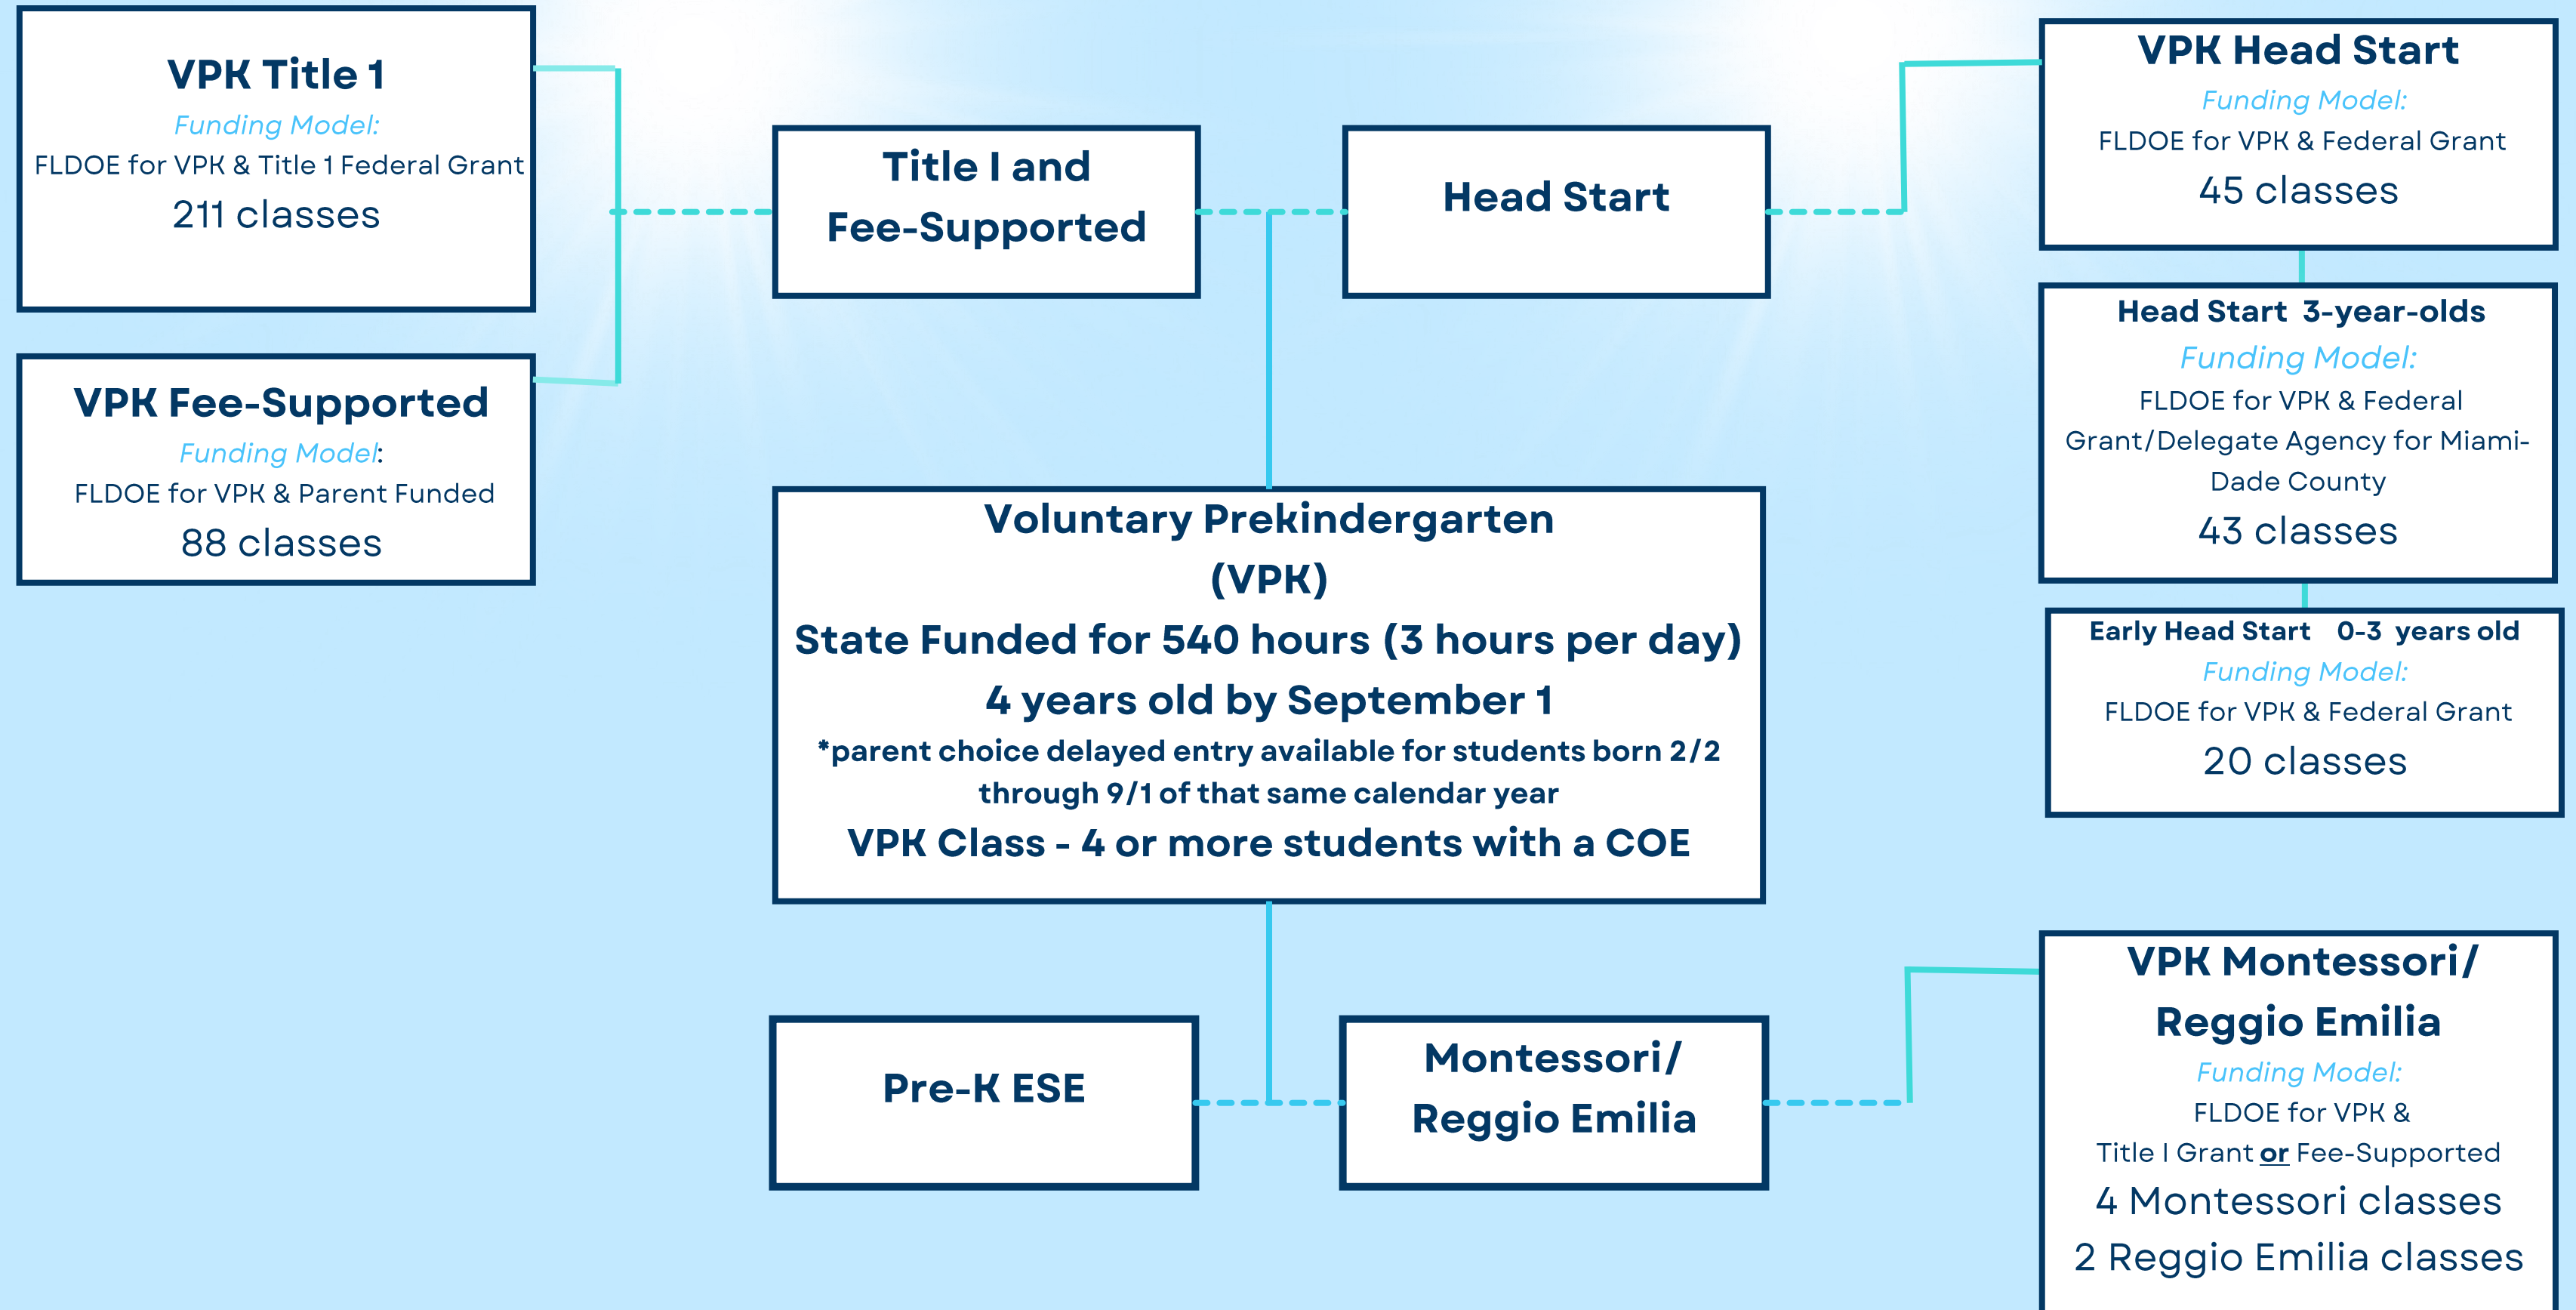 VPK Title 1
Funding Model:
FLDOE for VPK & Title 1 Federal Grant
211 classes
VPK Fee-Supported
Funding Model:
FLDOE for VPK & Parent Funded
88 classes
Title I and
Fee-Supported
Head Start
VPK Head Start
Funding Model:
FLDOE for VPK & Federal Grant
45 classes
Head Start 3-year-olds
Funding Model:
FLDOE for VPK & Federal
Grant/Delegate Agency for Miami-
Dade County
43 classes
Early Head Start 0-3 years old
Funding Model:
FLDOE for VPK & Federal Grant
20 classes
Voluntary Prekindergarten
(VPK)
State Funded for 540 hours (3 hours per day)
4 years old by September 1
*parent choice delayed entry available for students born 2/2
through 9/1 of that same calendar year
VPK Class - 4 or more students with a COE
Pre-K ESE
Montessori/
Reggio Emilia
VPK Montessori/
Reggio Emilia
Funding Model:
FLDOE for VPK &
Title I Grant or Fee-Supported
4 Montessori classes
2 Reggio Emilia classes